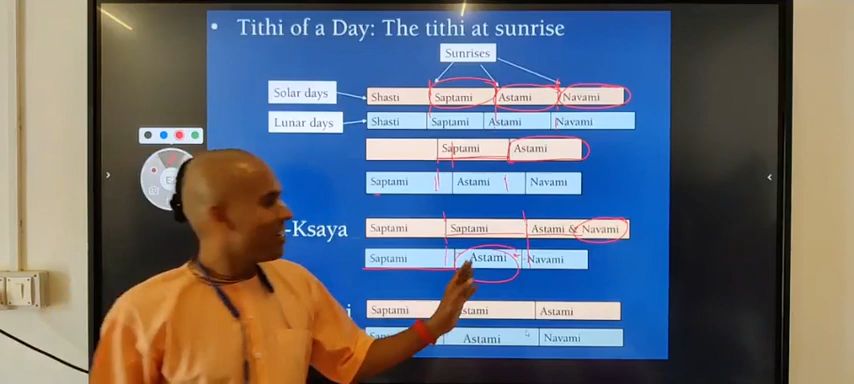 • Tithi of a Day: The tithi at sunrise
Sunrises
Solar days
Shasti Saptami Astami Navami
Lunar days
Shasti Saptami Astami Navami
Saptami Astami
Saptami Astami Navami
-Ksaya
Saptami Saptami Astami & Navami
Saptami Astami Navami
Saptami Astami
Astami Navami